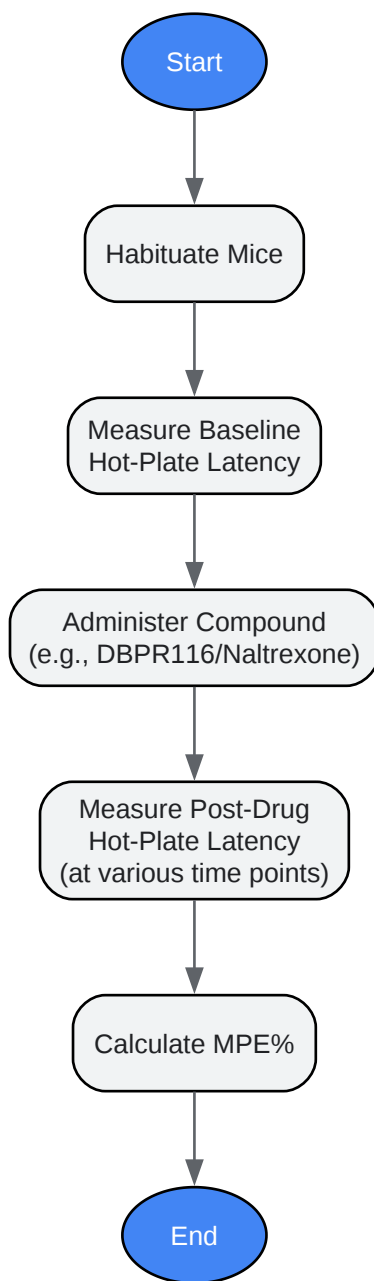 Start
Habituate Mice
Measure Baseline
Hot-Plate Latency
Administer Compound
(e.g., DBPR116/Naltrexone)
Measure Post-Drug
Hot-Plate Latency
(at various time points)
Calculate MPE%
End